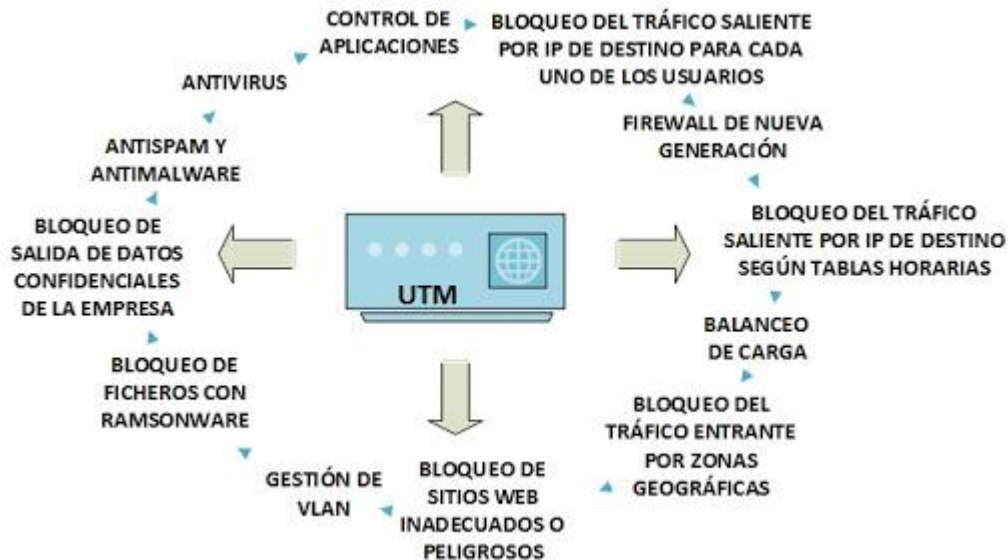 CONTROL DE
APLICACIONES
BLOQUEO DEL TRÁFICO SALIENTE
POR IP DE DESTINO PARA CADA
UNO DE LOS USUARIOS
FIREWALL DE NUEVA
GENERACIÓN
BLOQUEO DEL TRÁFICO
SALIENTE POR IP DE DESTINO
SEGÚN TABLAS HORARIAS
BALANCEO
DE CARGA
BLOQUEO DEL
TRÁFICO ENTRANTE
POR ZONAS
GEOGRÁFICAS
BLOQUEO DE
SITIOS WEB
INADECUADOS O
PELIGROSOS
GESTIÓN DE
VLAN
BLOQUEO DE
FICHEROS CON
RAMSONWARE
BLOQUEO DE
SALIDA DE DATOS
CONFIDENCIALES
DE LA EMPRESA
ANTISPAM Y
ANTIMALWARE
ANTIVIRUS
UTM